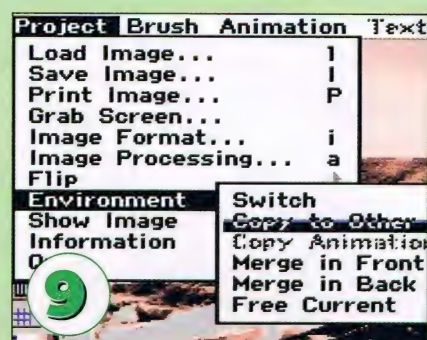 Project Brush Animation Text
Load Image... l
Save Image... I
Print Image... P
Grab Screen...
Image Format... i
Image Processing... a
Flip
Environment
Show Image
Information
Switch
Copy to Other
Copy Animation
Merge in Front
Merge in Back
Free Current
9